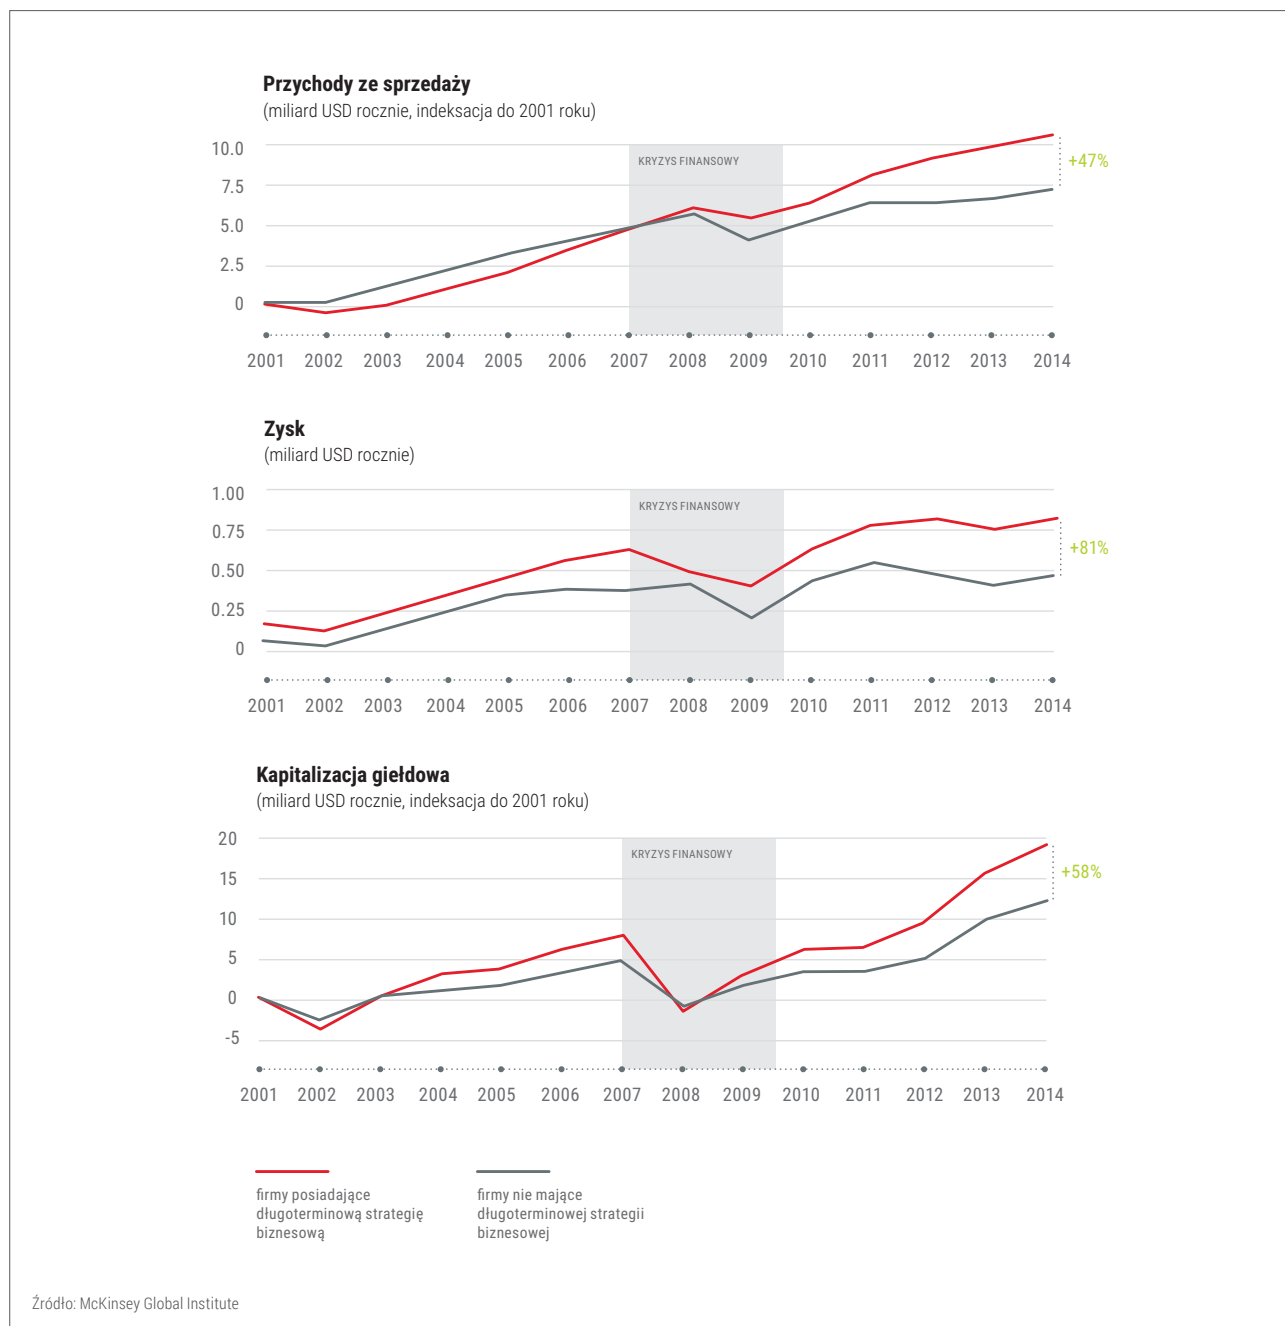 Przychody ze sprzedaży
(miliard USD rocznie, indeksacja do 2001 roku)
10.0
KRYZYS FINANSOWY
+47%
7.5
5.0
2.5
0
2001 2002 2003 2004 2005 2006 2007 2008 2009 2010 2011 2012 2013 2014
Zysk
(miliard USD rocznie)
1.00
KRYZYS FINANSOWY
0.75
+81%
0.50
0.25
0
2001 2002 2003 2004 2005 2006 2007 2008 2009 2010 2011 2012 2013 2014
Kapitalizacja giełdowa
(miliard USD rocznie, indeksacja do 2001 roku)
20
KRYZYS FINANSOWY
+58%
15
10
5
0
-5
2001 2002 2003 2004 2005 2006 2007 2008 2009 2010 2011 2012 2013 2014
firmy posiadające
długoterminową strategię
biznesową
firmy nie mające
długoterminowej strategii
biznesowej
Źródło: McKinsey Global Institute